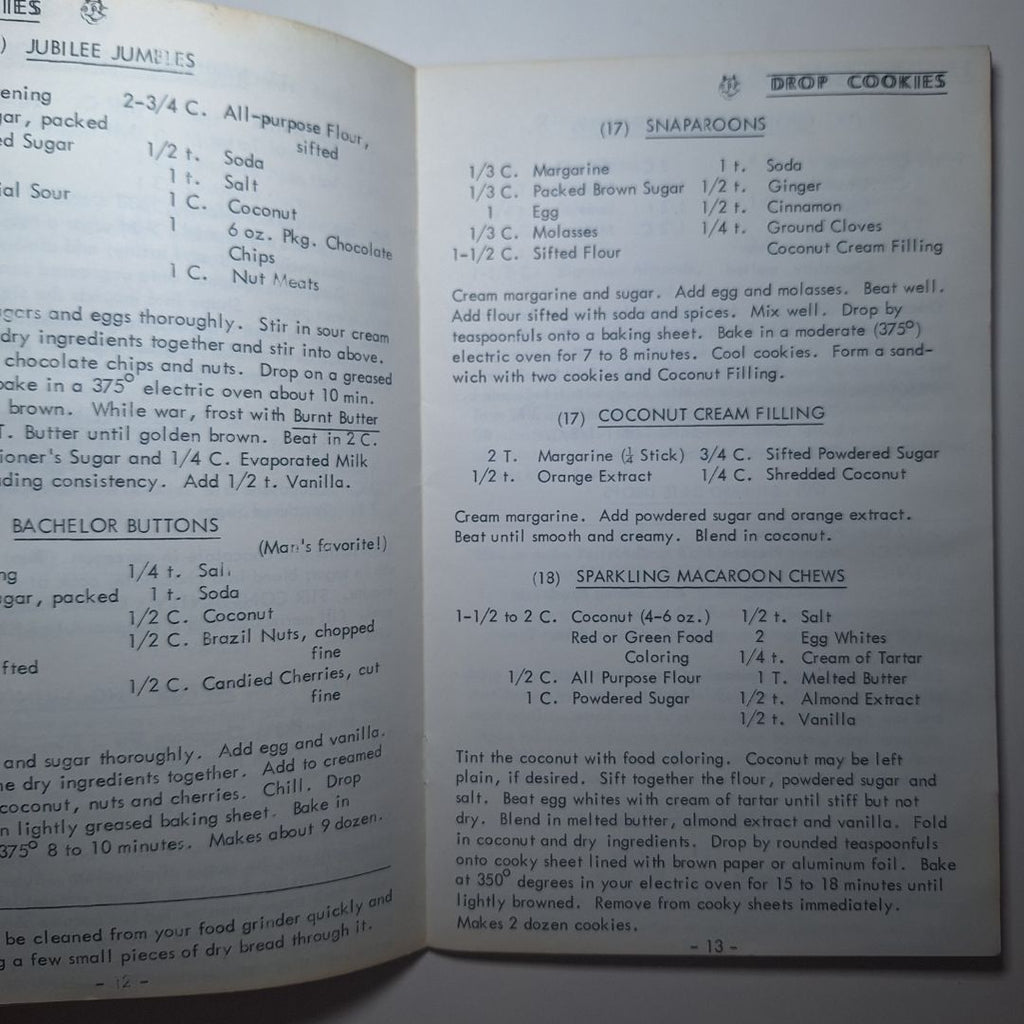 IES
) JUBILEE JUMBLES
ening 2-3/4 C. All-purpose Flour,
gar, packed sifted
ed Sugar 1/2 t. Soda
1 t. Salt
ial Sour 1 C. Coconut
1 6 oz. Pkg. Chocolate
Chips
1 C. Nut Meats
ugars and eggs thoroughly. Stir in sour cream
dry ingredients together and stir into above.
chocolate chips and nuts. Drop on a greased
bake in a 375° electric oven about 10 min.
brown. While war, frost with Burnt Butter
T. Butter until golden brown. Beat in 2 C.
ioner's Sugar and 1/4 C. Evaporated Milk
ding consistency. Add 1/2 t. Vanilla.
BACHELOR BUTTONS
(Man's favorite!)
ng 1/4 t. Salt
gar, packed 1 t. Soda
1/2 C. Coconut
1/2 C. Brazil Nuts, chopped
fine
fted
1/2 C. Candied Cherries, cut
fine
and sugar thoroughly. Add egg and vanilla.
he dry ingredients together. Add to creamed
coconut, nuts and cherries. Chill. Drop
n lightly greased baking sheet. Bake in
375° 8 to 10 minutes. Makes about 9 dozen.
be cleaned from your food grinder quickly and
g a few small pieces of dry bread through it.
- 12 -
DROP COOKIES
(17) SNAPAROONS
1/3 C. Margarine 1 t. Soda
1/3 C. Packed Brown Sugar 1/2 t. Ginger
1 Egg 1/2 t. Cinnamon
1/3 C. Molasses 1/4 t. Ground Cloves
1-1/2 C. Sifted Flour Coconut Cream Filling
Cream margarine and sugar. Add egg and molasses. Beat well.
Add flour sifted with soda and spices. Mix well. Drop by
teaspoonfuls onto a baking sheet. Bake in a moderate (375°)
electric oven for 7 to 8 minutes. Cool cookies. Form a sand-
wich with two cookies and Coconut Filling.
(17) COCONUT CREAM FILLING
2 T. Margarine (¼ Stick) 3/4 C. Sifted Powdered Sugar
1/2 t. Orange Extract 1/4 C. Shredded Coconut
Cream margarine. Add powdered sugar and orange extract.
Beat until smooth and creamy. Blend in coconut.
(18) SPARKLING MACAROON CHEWS
1-1/2 to 2 C. Coconut (4-6 oz.) 1/2 t. Salt
Red or Green Food 2 Egg Whites
Coloring 1/4 t. Cream of Tartar
1/2 C. All Purpose Flour 1 T. Melted Butter
1 C. Powdered Sugar 1/2 t. Almond Extract
1/2 t. Vanilla
Tint the coconut with food coloring. Coconut may be left
plain, if desired. Sift together the flour, powdered sugar and
salt. Beat egg whites with cream of tartar until stiff but not
dry. Blend in melted butter, almond extract and vanilla. Fold
in coconut and dry ingredients. Drop by rounded teaspoonfuls
onto cooky sheet lined with brown paper or aluminum foil. Bake
at 350° degrees in your electric oven for 15 to 18 minutes until
lightly browned. Remove from cooky sheets immediately.
Makes 2 dozen cookies.
- 13 -